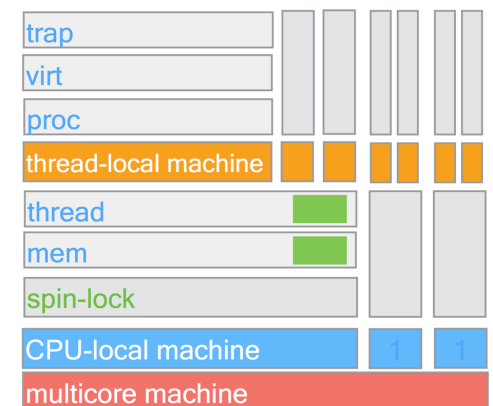 trap
virt
proc
thread-local machine
thread
mem
spin-lock
CPU-local machine 1 1
multicore machine